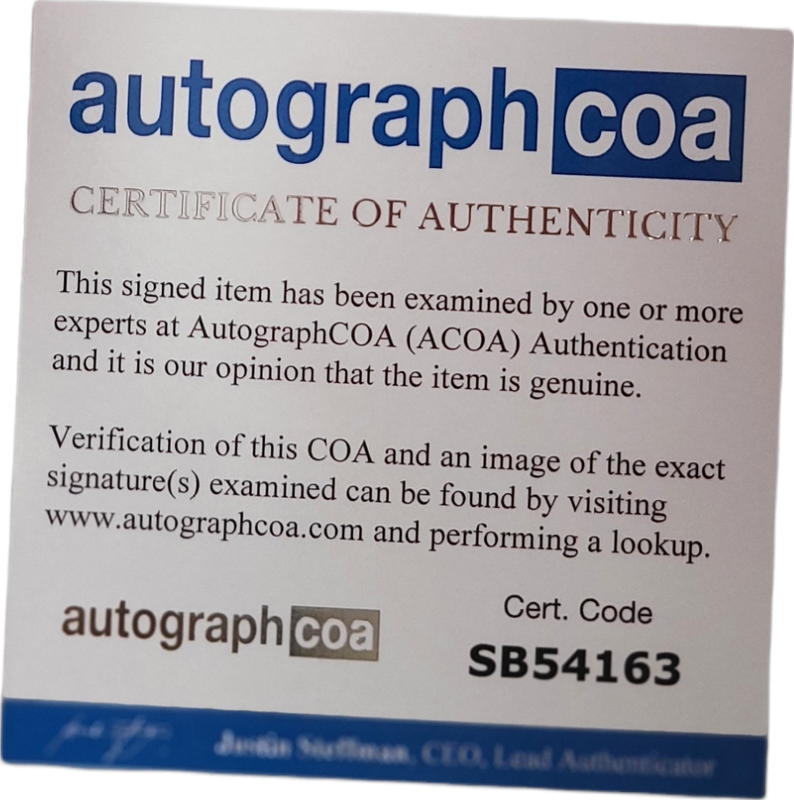 autographcoa
CERTIFICATE OF AUTHENTICITY
This signed item has been examined by one or more
experts at AutographCOA (ACOA) Authentication
and it is our opinion that the item is genuine.
Verification of this COA and an image of the exact
signature(s) examined can be found by visiting
www.autographcoa.com and performing a lookup.
autographcoa
Cert. Code
SB54163
Justin Steffman, CEO, Lead Authenticator